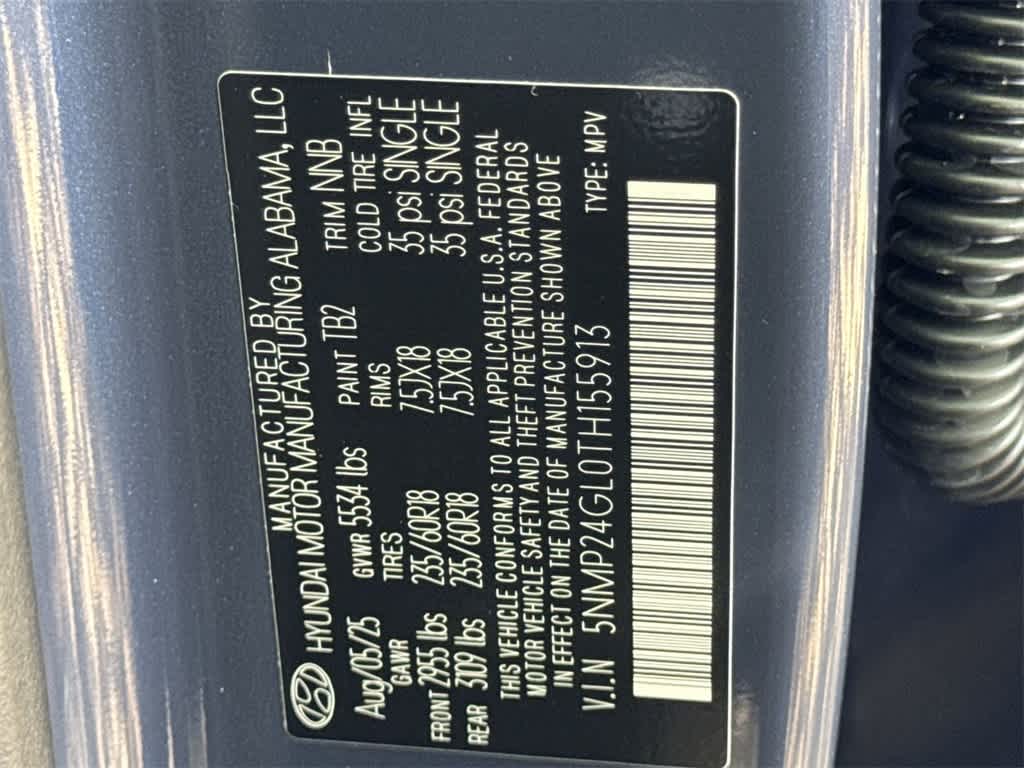 MANUFACTURED BY
HYUNDAI MOTOR MANUFACTURING ALABAMA, LLC
Aug/05/25 GVWR 5534 lbs PAINT TB2 TRIM NNB
GAWR TIRES RIMS COLD TIRE INFL
FRONT 2955 lbs 235/60R18 7.5JX18 35 psi SINGLE
REAR 3109 lbs 235/60R18 7.5JX18 35 psi SINGLE
THIS VEHICLE CONFORMS TO ALL APPLICABLE U.S.A. FEDERAL
MOTOR VEHICLE SAFETY AND THEFT PREVENTION STANDARDS
IN EFFECT ON THE DATE OF MANUFACTURE SHOWN ABOVE
V.I.N 5NMP24GL0TH155913 TYPE: MPV